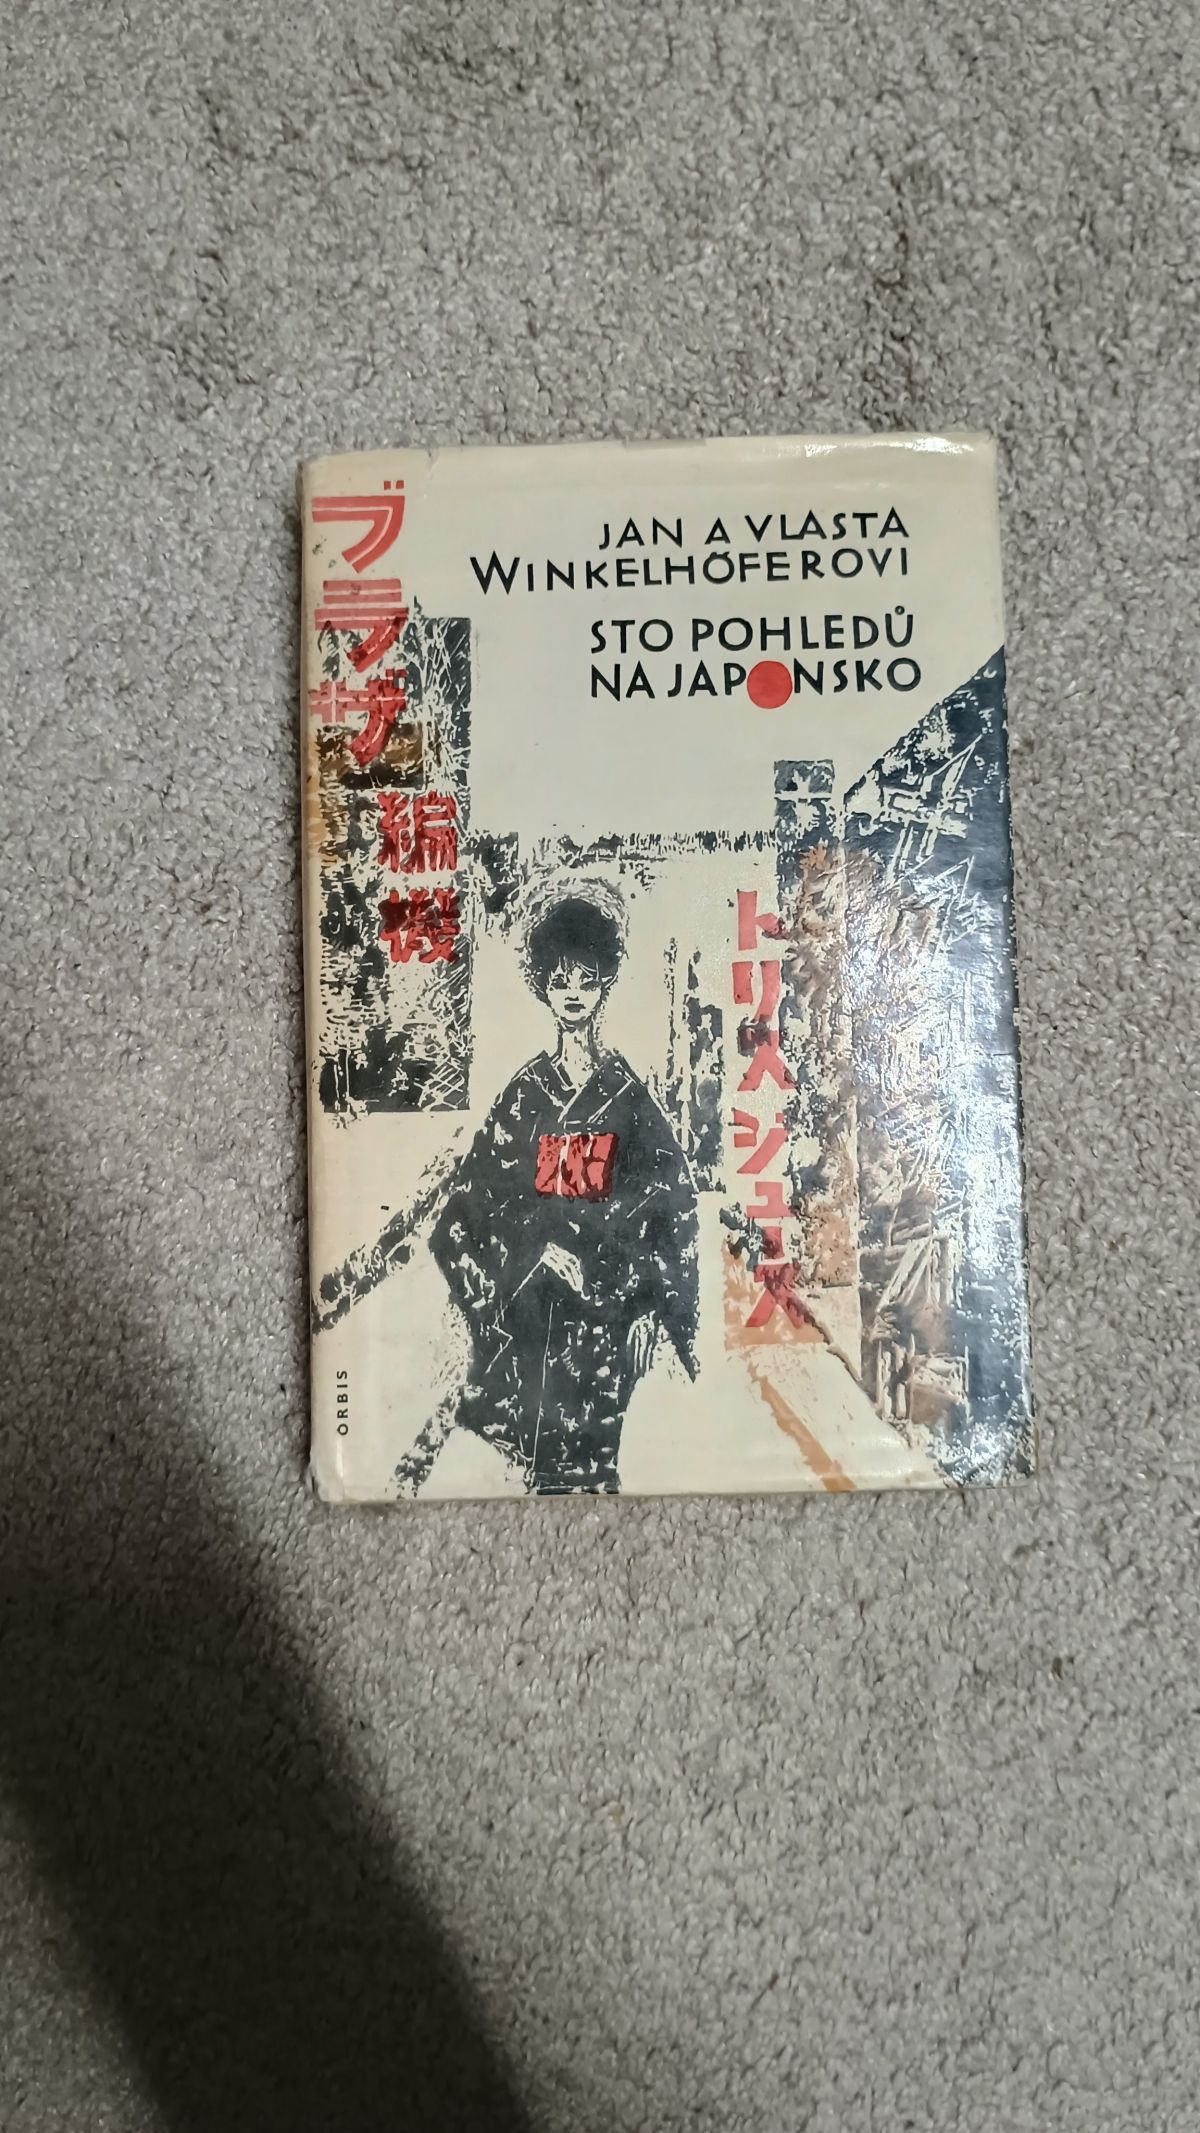 JAN A VLASTA
WINKELHÖFEROVI
STO POHLEDŮ
NA JAPONSKO
ブラザー
編機
トリスジュース
ORBIS